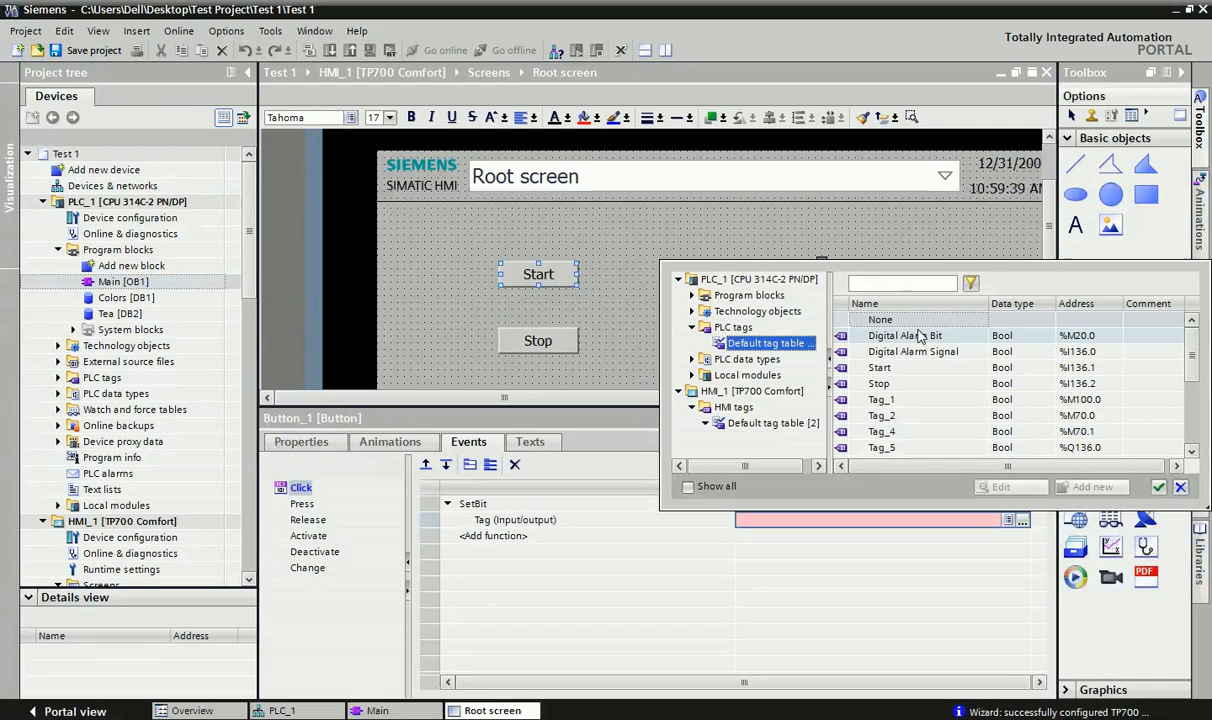 TIA V13 Siemens - C:\Users\Dell\Desktop\Test Project\Test 1\Test 1
Project Edit View Insert Online Options Tools Window Help
Totally Integrated Automation
PORTAL
Save project Go online Go offline
Project tree
Test 1 HMI_1 [TP700 Comfort] Screens Root screen
Toolbox
Devices
Options
Tahoma 17 B I U S A A
Basic objects
Visualization
Toolbox
Animations
Libraries
Test 1
Add new device
Devices & networks
PLC_1 [CPU 314C-2 PN/DP]
Device configuration
Online & diagnostics
Program blocks
Add new block
Main [OB1]
Colors [DB1]
Tea [DB2]
System blocks
Technology objects
External source files
PLC tags
PLC data types
Watch and force tables
Online backups
Device proxy data
Program info
PLC alarms
Text lists
Local modules
HMI_1 [TP700 Comfort]
Device configuration
Online & diagnostics
Runtime settings
Screens
SIEMENS
SIMATIC HMI
Root screen
12/31/200
10:59:39 AM
Start
Stop
A
PLC_1 [CPU 314C-2 PN/DP]
Program blocks
Technology objects
PLC tags
Default tag table ...
PLC data types
Local modules
HMI_1 [TP700 Comfort]
HMI tags
Default tag table [2]
Name Data type Address Comment
None
Digital Alarm Bit Bool %M20.0
Digital Alarm Signal Bool %I136.0
Start Bool %I136.1
Stop Bool %I136.2
Tag_1 Bool %M100.0
Tag_2 Bool %M70.0
Tag_4 Bool %M70.1
Tag_5 Bool %Q136.0
Show all Edit Add new
Button_1 [Button]
Properties Animations Events Texts
Click
Press
Release
Activate
Deactivate
Change
SetBit
Tag (Input/output)
<Add function>
PDF
Details view
Name Address
Graphics
Portal view Overview PLC_1 Main Root screen Wizard: successfully configured TP700 ...